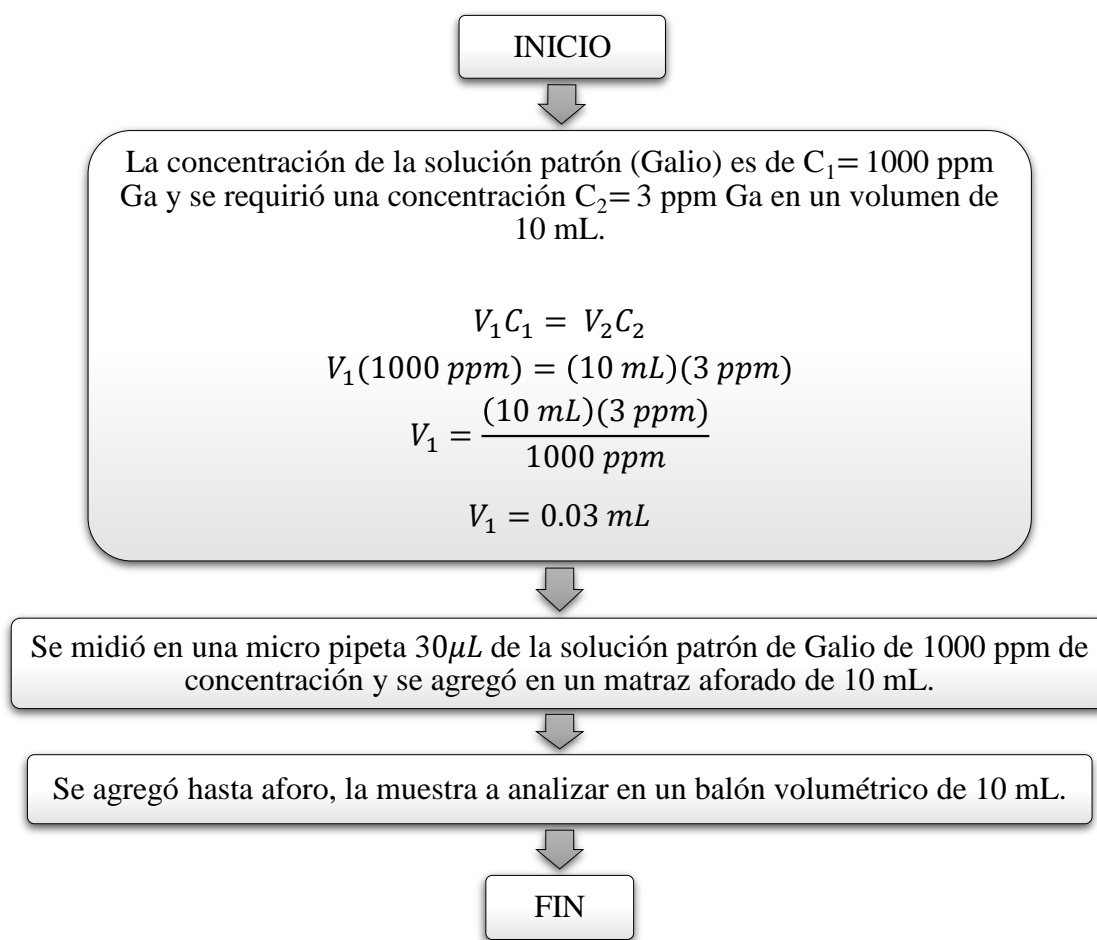 INICIO
La concentración de la solución patrón (Galio) es de C₁= 1000 ppm
Ga y se requirió una concentración C₂= 3 ppm Ga en un volumen de
10 mL.
V₁C₁ = V₂C₂
V₁(1000 ppm) = (10 mL)(3 ppm)
V₁ = (10 mL)(3 ppm) / 1000 ppm
V₁ = 0.03 mL
Se midió en una micro pipeta 30μL de la solución patrón de Galio de 1000 ppm de
concentración y se agregó en un matraz aforado de 10 mL.
Se agregó hasta aforo, la muestra a analizar en un balón volumétrico de 10 mL.
FIN